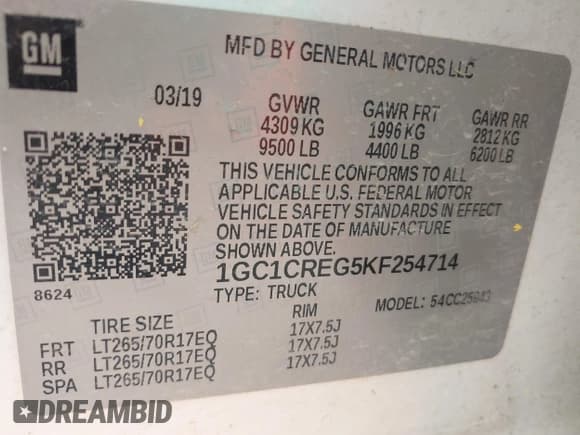 GM
MFD BY GENERAL MOTORS LLC
03/19
GVWR GAWR FRT GAWR RR
4309 KG 1996 KG 2812 KG
9500 LB 4400 LB 6200 LB
THIS VEHICLE CONFORMS TO ALL
APPLICABLE U.S. FEDERAL MOTOR
VEHICLE SAFETY STANDARDS IN EFFECT
ON THE DATE OF MANUFACTURE
SHOWN ABOVE.
8624
1GC1CREG5KF254714
TYPE: TRUCK MODEL:
TIRE SIZE RIM
FRT LT265/70R17EQ 17X7.5J
RR LT265/70R17EQ 17X7.5J
SPA LT265/70R17EQ 17X7.5J
DREAMBID